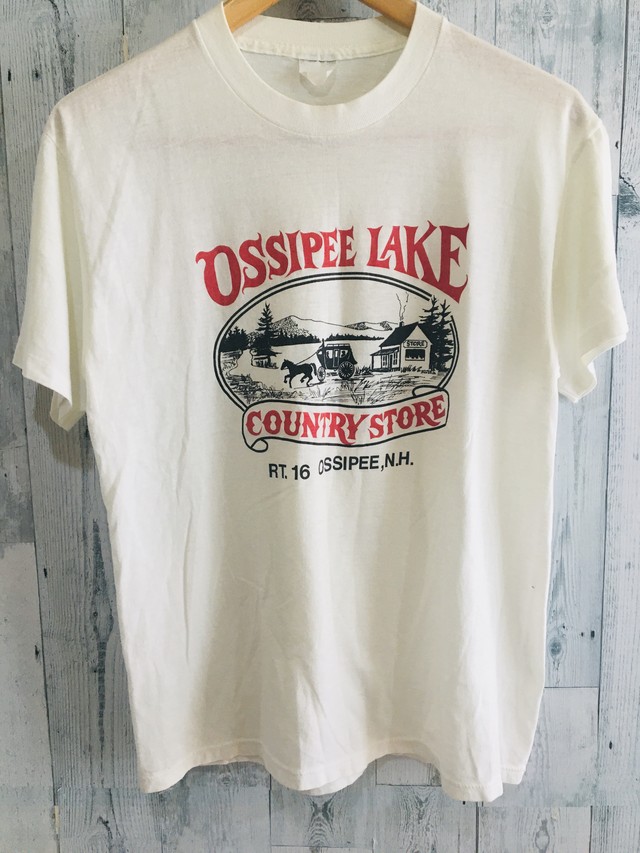 OSSIPEE LAKE
STORE
COUNTRY STORE
RT. 16 OSSIPEE, N.H.